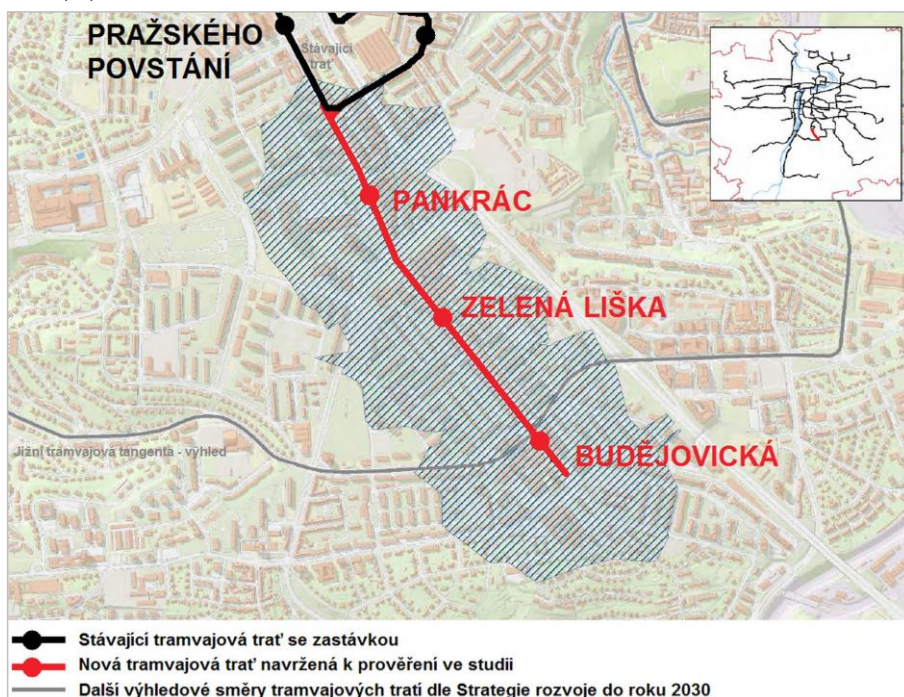 PRAŽSKÉHO
POVSTÁNÍ
Stávající
trať
PANKRÁC
ZELENÁ LIŠKA
BUDĚJOVICKÁ
Jižní tramvajová tangenta - výhled
Stávající tramvajová trať se zastávkou
Nová tramvajová trať navržená k prověření ve studii
Další výhledové směry tramvajových tratí dle Strategie rozvoje do roku 2030